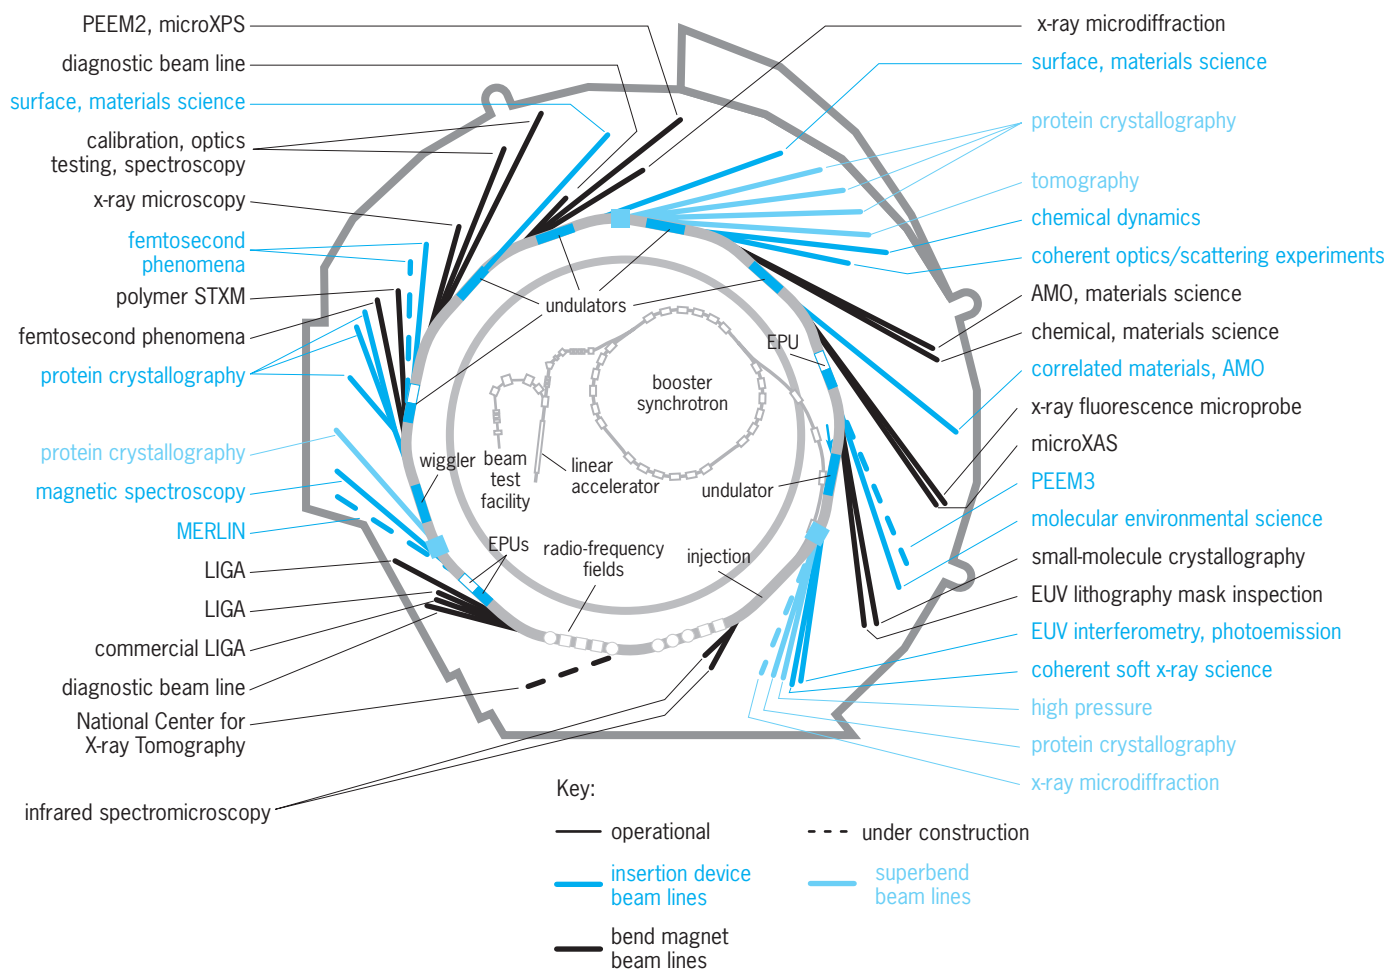 PEEM2, microXPS
diagnostic beam line
surface, materials science
calibration, optics
testing, spectroscopy
x-ray microscopy
femtosecond
phenomena
polymer STXM
femtosecond phenomena
protein crystallography
protein crystallography
magnetic spectroscopy
MERLIN
LIGA
LIGA
commercial LIGA
diagnostic beam line
National Center for
X-ray Tomography
infrared spectromicroscopy
x-ray microdiffraction
surface, materials science
protein crystallography
tomography
chemical dynamics
coherent optics/scattering experiments
AMO, materials science
chemical, materials science
correlated materials, AMO
x-ray fluorescence microprobe
microXAS
PEEM3
molecular environmental science
small-molecule crystallography
EUV lithography mask inspection
EUV interferometry, photoemission
coherent soft x-ray science
high pressure
protein crystallography
x-ray microdiffraction
undulators
EPU
booster
synchrotron
wiggler
beam
test
facility
linear
accelerator
undulator
EPUs
radio-frequency
fields
injection
Key:
operational
under construction
insertion device
beam lines
superbend
beam lines
bend magnet
beam lines